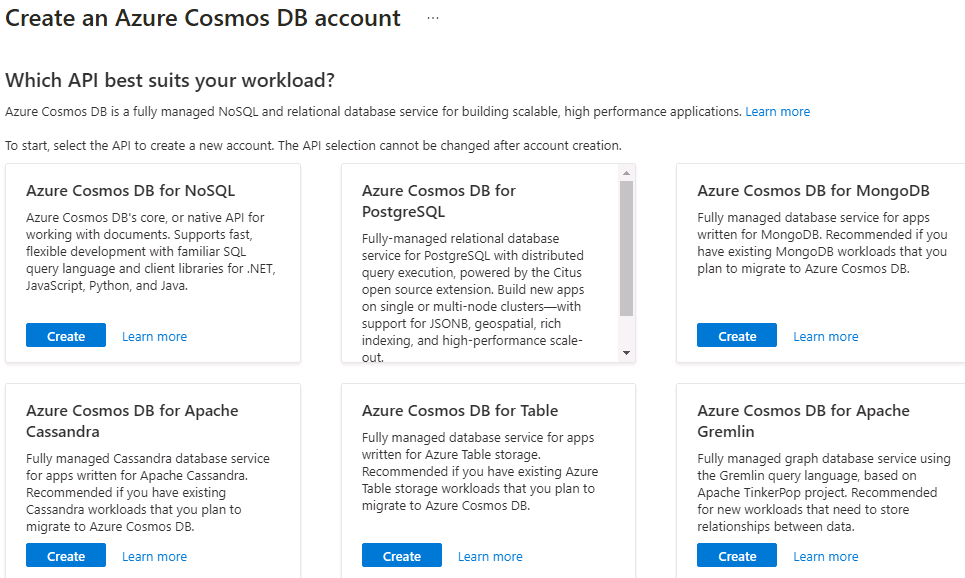 Create an Azure Cosmos DB account ...
Which API best suits your workload?
Azure Cosmos DB is a fully managed NoSQL and relational database service for building scalable, high performance applications. Learn more
To start, select the API to create a new account. The API selection cannot be changed after account creation.
Azure Cosmos DB for NoSQL
Azure Cosmos DB's core, or native API for
working with documents. Supports fast,
flexible development with familiar SQL
query language and client libraries for .NET,
JavaScript, Python, and Java.
Create Learn more
Azure Cosmos DB for
PostgreSQL
Fully-managed relational database
service for PostgreSQL with distributed
query execution, powered by the Citus
open source extension. Build new apps
on single or multi-node clusters—with
support for JSONB, geospatial, rich
indexing, and high-performance scale-
out.
Azure Cosmos DB for MongoDB
Fully managed database service for apps
written for MongoDB. Recommended if you
have existing MongoDB workloads that you
plan to migrate to Azure Cosmos DB.
Create Learn more
Azure Cosmos DB for Apache
Cassandra
Fully managed Cassandra database service
for apps written for Apache Cassandra.
Recommended if you have existing
Cassandra workloads that you plan to
migrate to Azure Cosmos DB.
Create Learn more
Azure Cosmos DB for Table
Fully managed database service for apps
written for Azure Table storage.
Recommended if you have existing Azure
Table storage workloads that you plan to
migrate to Azure Cosmos DB.
Create Learn more
Azure Cosmos DB for Apache
Gremlin
Fully managed graph database service using
the Gremlin query language, based on
Apache TinkerPop project. Recommended
for new workloads that need to store
relationships between data.
Create Learn more